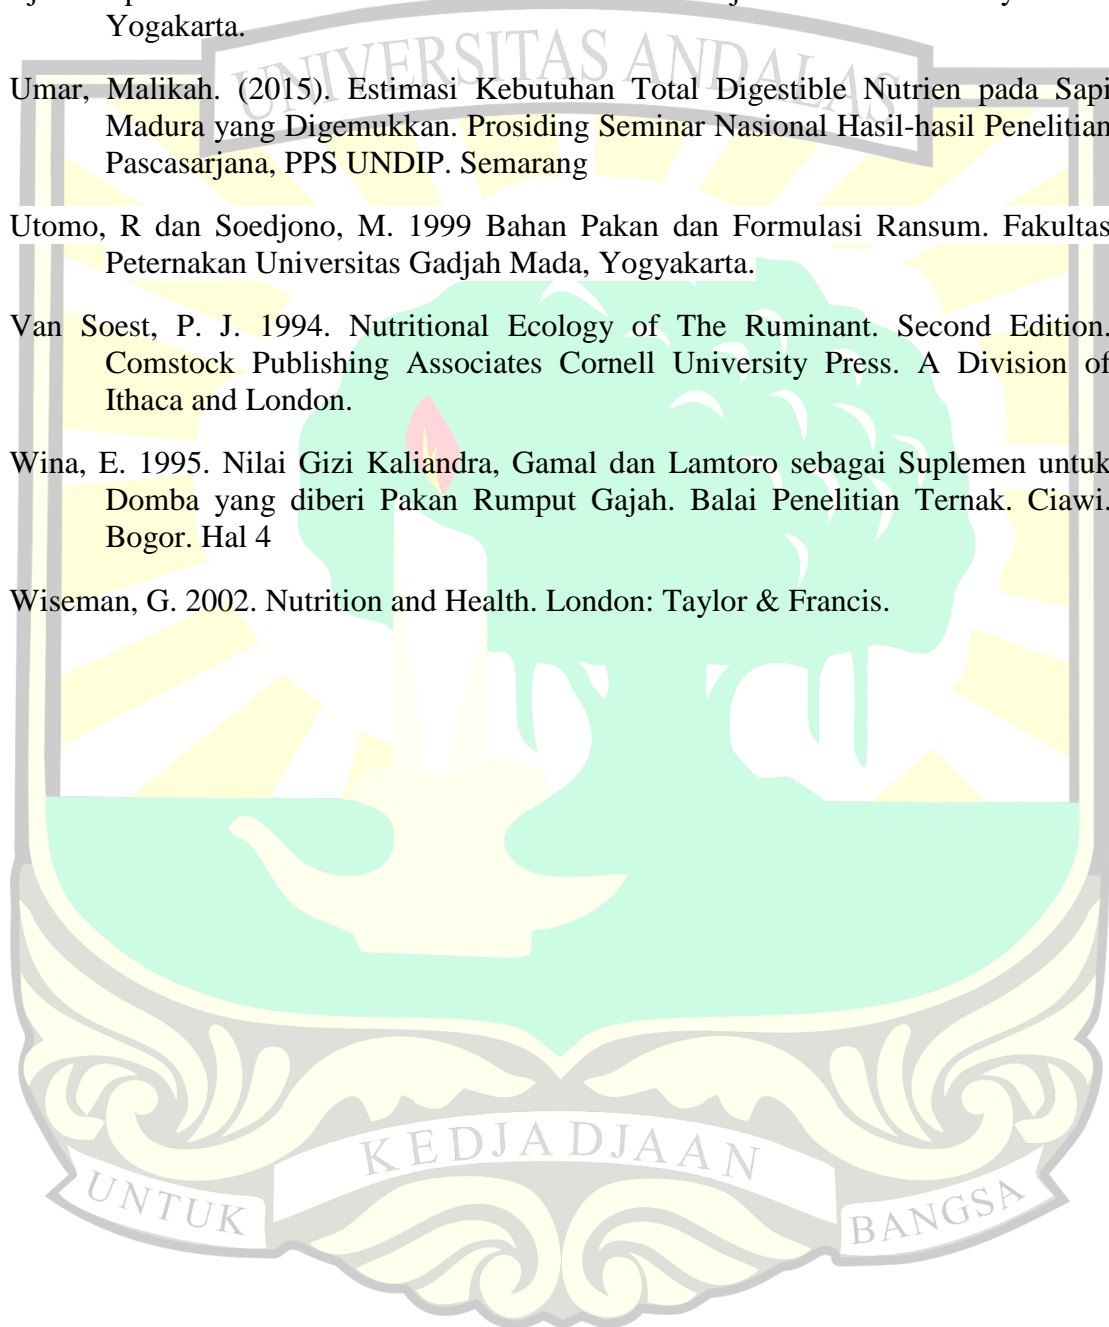 Yogakarta.
UNIVERSITAS ANDALAS
Umar, Malikah. (2015). Estimasi Kebutuhan Total Digestible Nutrien pada Sapi
Madura yang Digemukkan. Prosiding Seminar Nasional Hasil-hasil Penelitian
Pascasarjana, PPS UNDIP. Semarang
Utomo, R dan Soedjono, M. 1999 Bahan Pakan dan Formulasi Ransum. Fakultas
Peternakan Universitas Gadjah Mada, Yogyakarta.
Van Soest, P. J. 1994. Nutritional Ecology of The Ruminant. Second Edition.
Comstock Publishing Associates Cornell University Press. A Division of
Ithaca and London.
Wina, E. 1995. Nilai Gizi Kaliandra, Gamal dan Lamtoro sebagai Suplemen untuk
Domba yang diberi Pakan Rumput Gajah. Balai Penelitian Ternak. Ciawi.
Bogor. Hal 4
Wiseman, G. 2002. Nutrition and Health. London: Taylor & Francis.
UNTUK KEDJADJAAN BANGSA